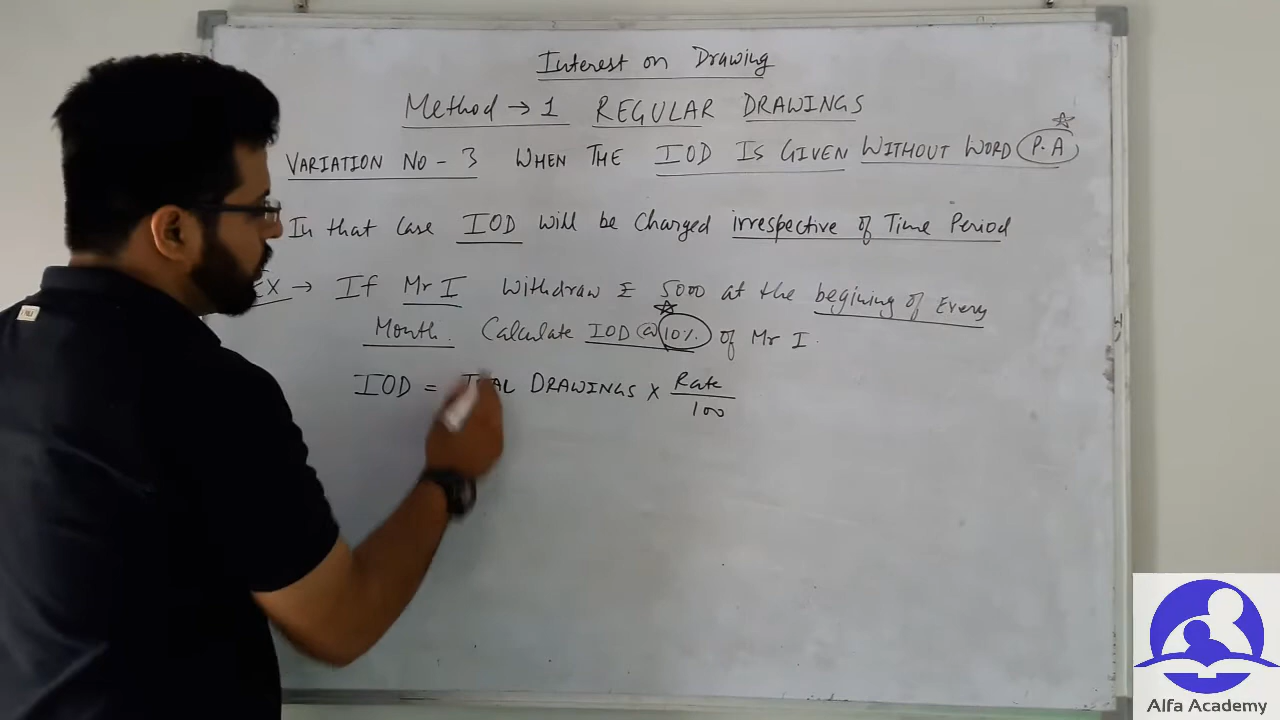 Interest on Drawing
Method → 1 REGULAR DRAWINGS
VARIATION NO - 3 WHEN THE IOD IS GIVEN WITHOUT WORD P.A
In that Case IOD will be Charged irrespective of Time Period
EX → If Mr I Withdraw ₹ 5000 at the begining of Every
Month. Calculate IOD @ 10% of Mr I.
IOD = DRAWINGS × Rate/100
Alfa Academy